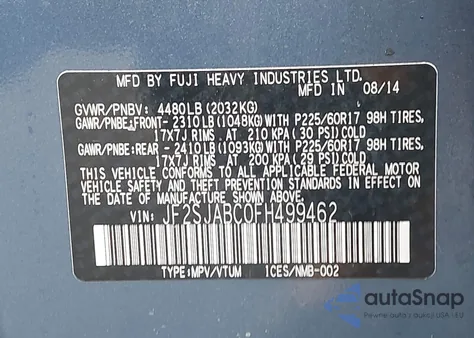 MFD BY FUJI HEAVY INDUSTRIES LTD.
IN 08/14
GVWR/PNBV: 4480LB (2032KG)
GAWR/PNBE:FRONT- 2310LB (1048KG) WITH P225/60R17 98H TIRES,
17X7J RIMS, AT 210 KPA (30 PSI) COLD
GAWR/PNBE:REAR - 2410LB (1093KG) WITH P225/60R17 98H TIRES,
17X7J RIMS, AT 200 KPA (29 PSI) COLD
THIS VEHICLE CONFORMS TO ALL APPLICABLE FEDERAL MOTOR
VEHICLE SAFETY AND THEFT PREVENTION STANDARDS IN EFFECT ON
THE DATE OF MANUFACTURE SHOWN ABOVE.
VIN: JF2SJABC0FH499462
TYPE:MPV/VTUM 1CES/NMB-002
autoSnap